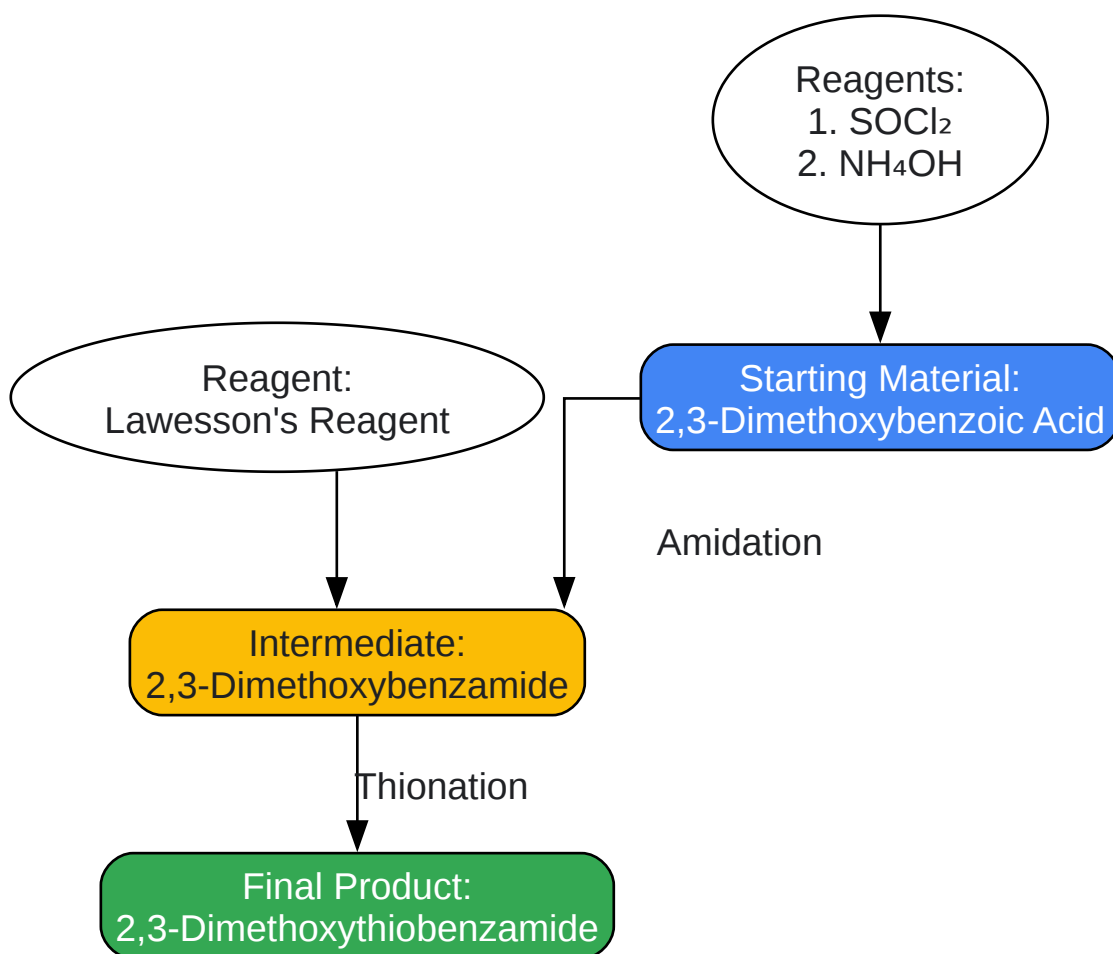 Reagents:
1. SOCl₂
2. NH₄OH
Reagent:
Lawesson's Reagent
Starting Material:
2,3-Dimethoxybenzoic Acid
Amidation
Intermediate:
2,3-Dimethoxybenzamide
Thionation
Final Product:
2,3-Dimethoxythiobenzamide